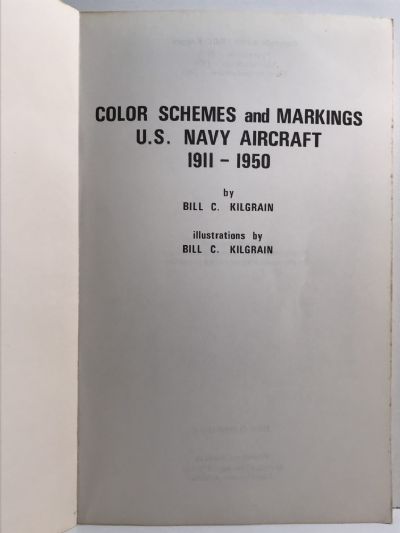 COLOR SCHEMES and MARKINGS
U.S. NAVY AIRCRAFT
1911 - 1950
by
BILL C. KILGRAIN
illustrations by
BILL C. KILGRAIN